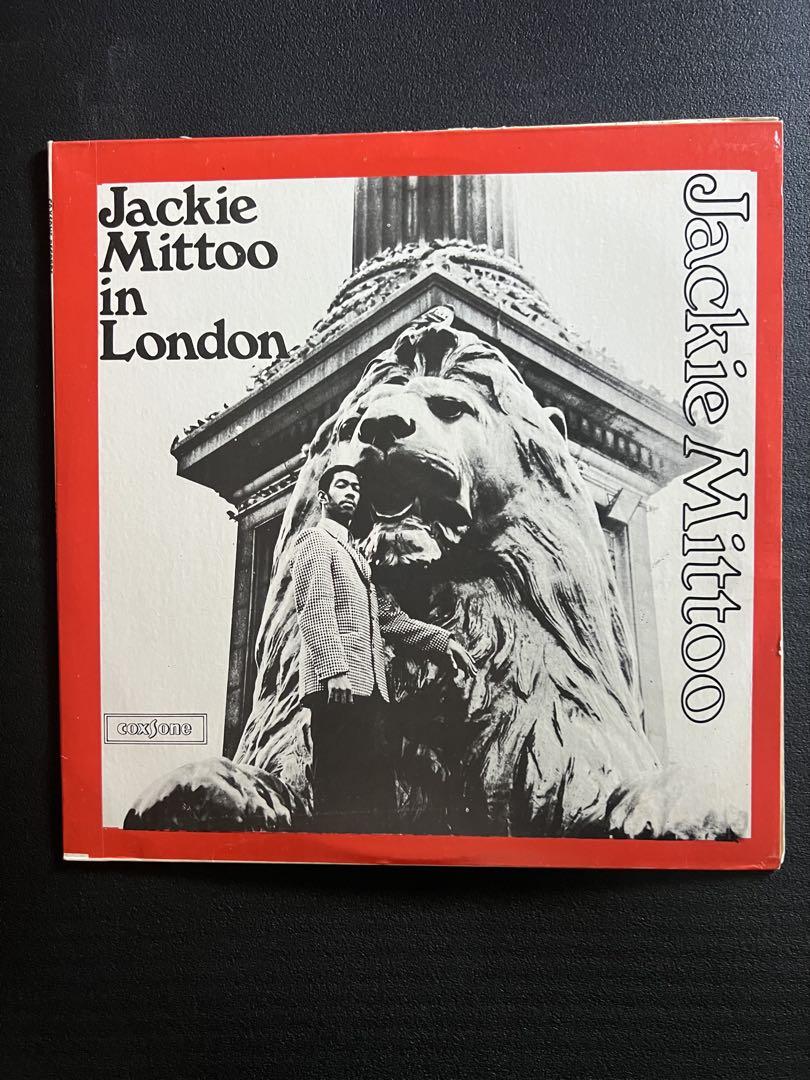 Jackie
Mittoo
in
London
Jackie Mittoo
coxsone